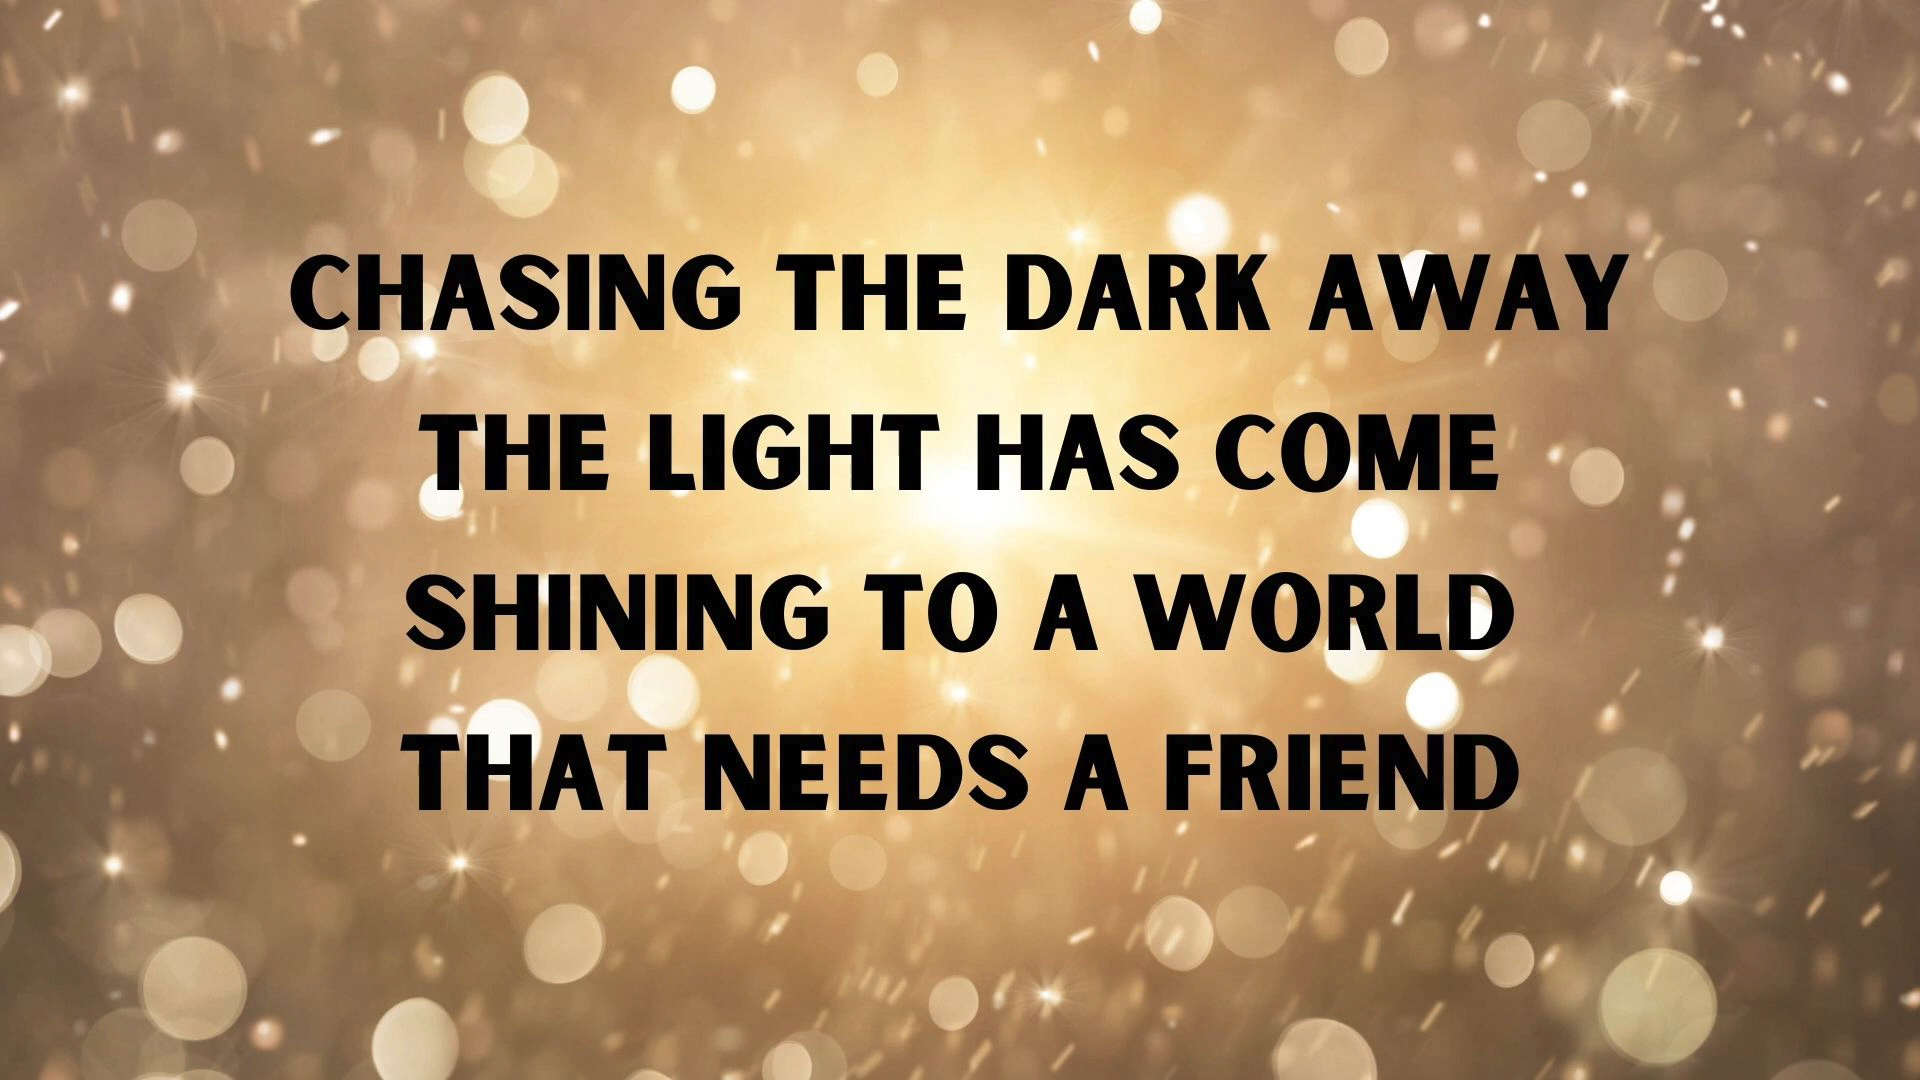 CHASING THE DARK AWAY
THE LIGHT HAS COME
SHINING TO A WORLD
THAT NEEDS A FRIEND